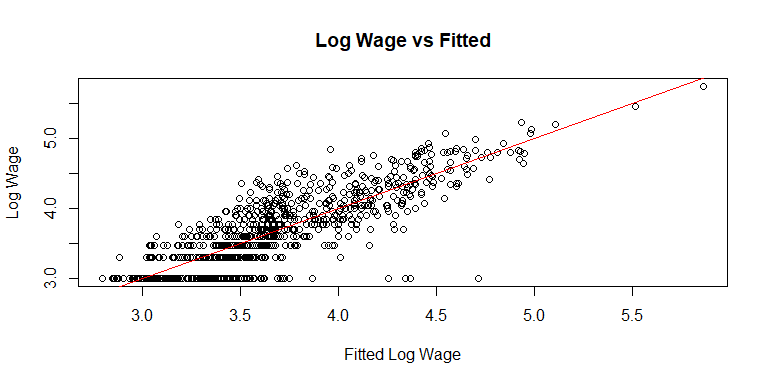 Log Wage vs Fitted
Log Wage
5.0
4.0
3.0
3.0 3.5 4.0 4.5 5.0 5.5
Fitted Log Wage